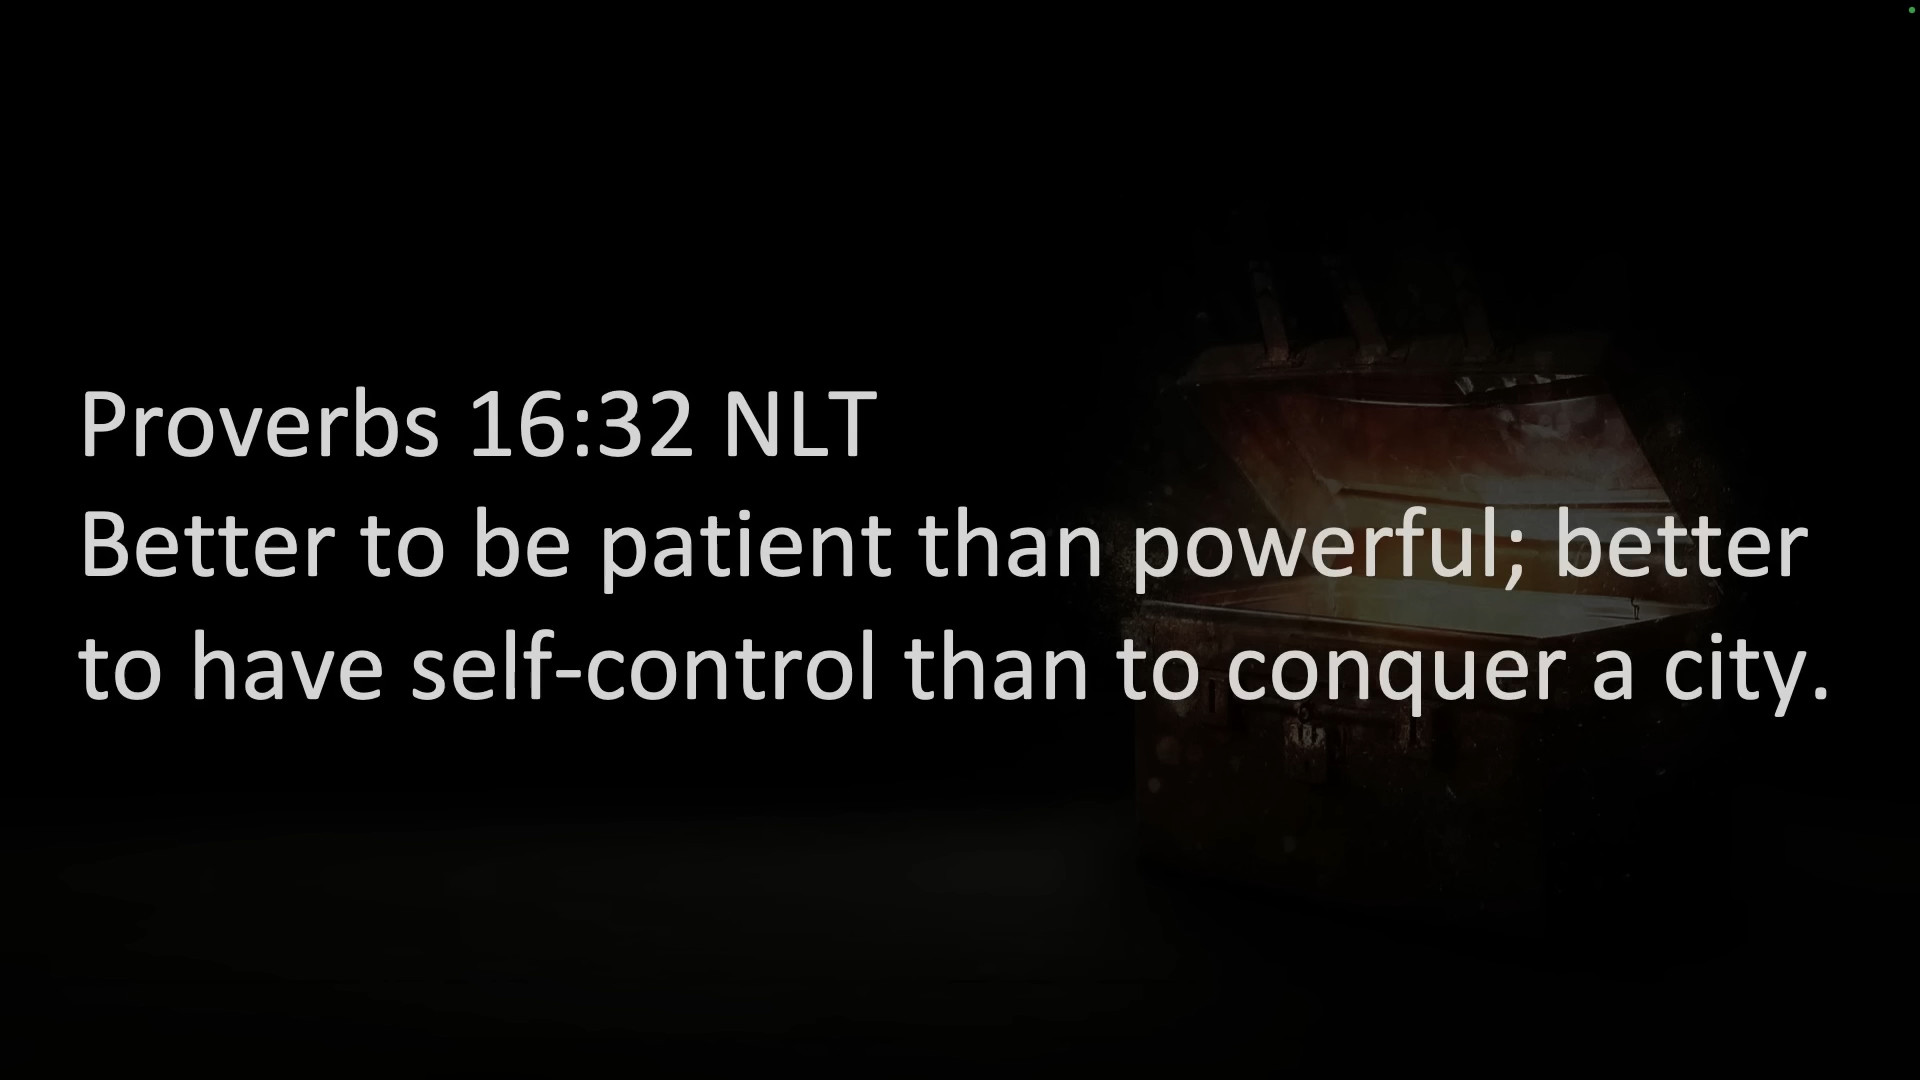 Proverbs 16:32 NLT
Better to be patient than powerful; better
to have self-control than to conquer a city.